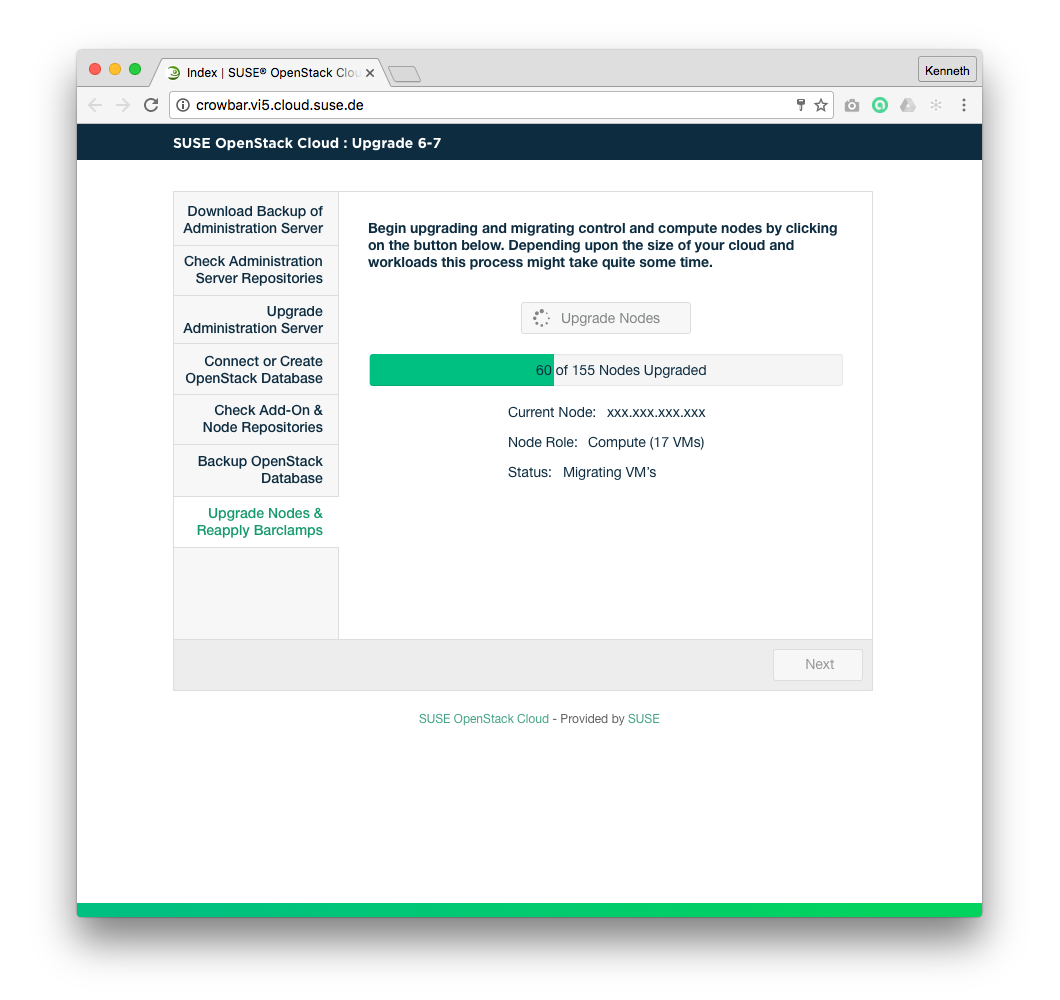 Index | SUSE® OpenStack Clou
Kenneth
crowbar.vi5.cloud.suse.de
SUSE OpenStack Cloud : Upgrade 6-7
Download Backup of
Administration Server
Check Administration
Server Repositories
Upgrade
Administration Server
Connect or Create
OpenStack Database
Check Add-On &
Node Repositories
Backup OpenStack
Database
Upgrade Nodes &
Reapply Barclamps
Begin upgrading and migrating control and compute nodes by clicking
on the button below. Depending upon the size of your cloud and
workloads this process might take quite some time.
Upgrade Nodes
60 of 155 Nodes Upgraded
Current Node: xxx.xxx.xxx.xxx
Node Role: Compute (17 VMs)
Status: Migrating VM’s
Next
SUSE OpenStack Cloud - Provided by SUSE